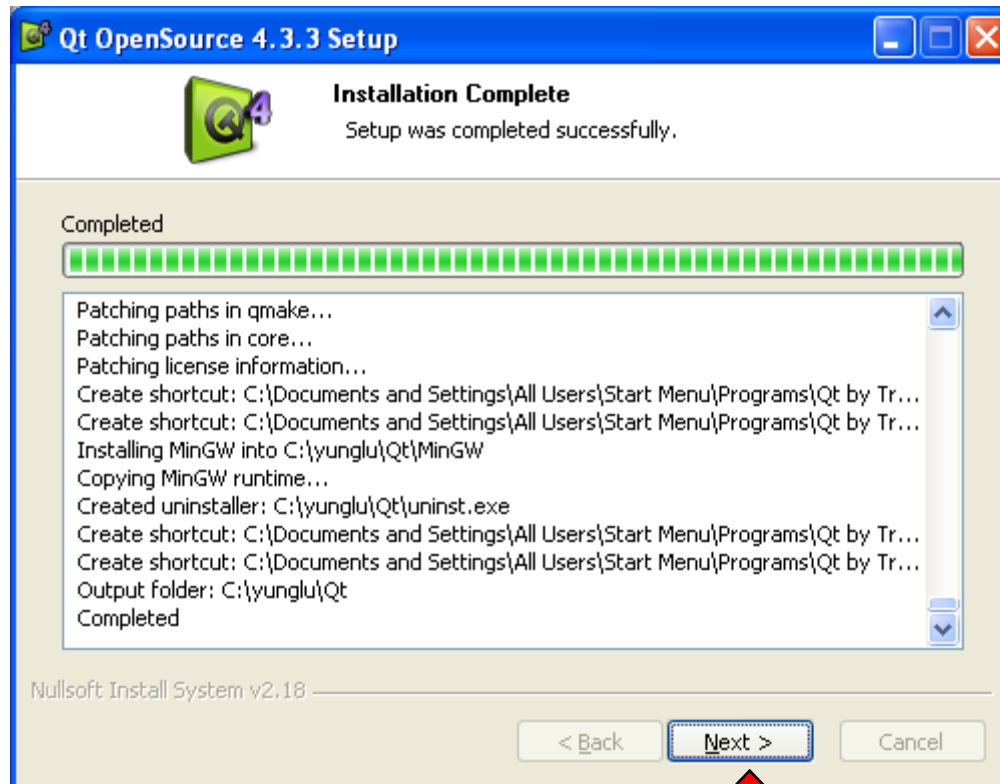 Qt OpenSource 4.3.3 Setup
4
Installation Complete
Setup was completed successfully.
Completed
Patching paths in qmake...
Patching paths in core...
Patching license information...
Create shortcut: C:\Documents and Settings\All Users\Start Menu\Programs\Qt by Tr...
Create shortcut: C:\Documents and Settings\All Users\Start Menu\Programs\Qt by Tr...
Installing MinGW into C:\yunglu\Qt\MinGW
Copying MinGW runtime...
Created uninstaller: C:\yunglu\Qt\uninst.exe
Create shortcut: C:\Documents and Settings\All Users\Start Menu\Programs\Qt by Tr...
Create shortcut: C:\Documents and Settings\All Users\Start Menu\Programs\Qt by Tr...
Output folder: C:\yunglu\Qt
Completed
Nullsoft Install System v2.18
< Back Next > Cancel